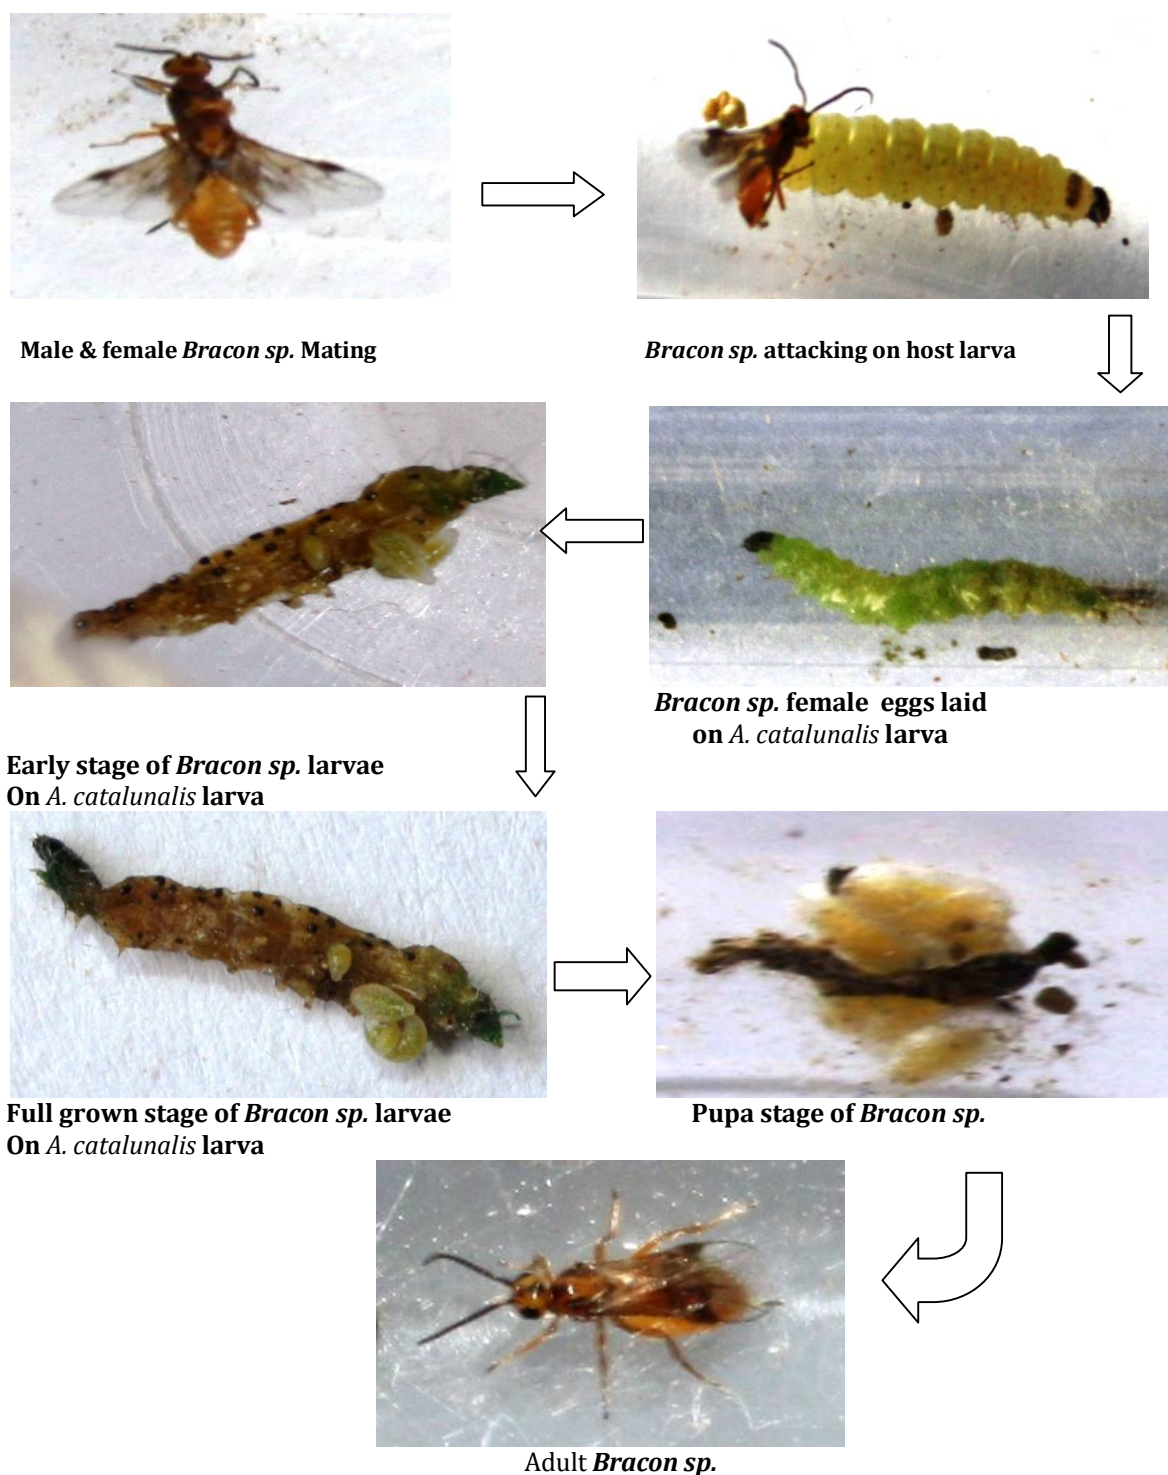 Male & female Bracon sp. Mating
Bracon sp. attacking on host larva
Bracon sp. female eggs laid
on A. catalunalis larva
Early stage of Bracon sp. larvae
On A. catalunalis larva
Full grown stage of Bracon sp. larvae
On A. catalunalis larva
Pupa stage of Bracon sp.
Adult Bracon sp.